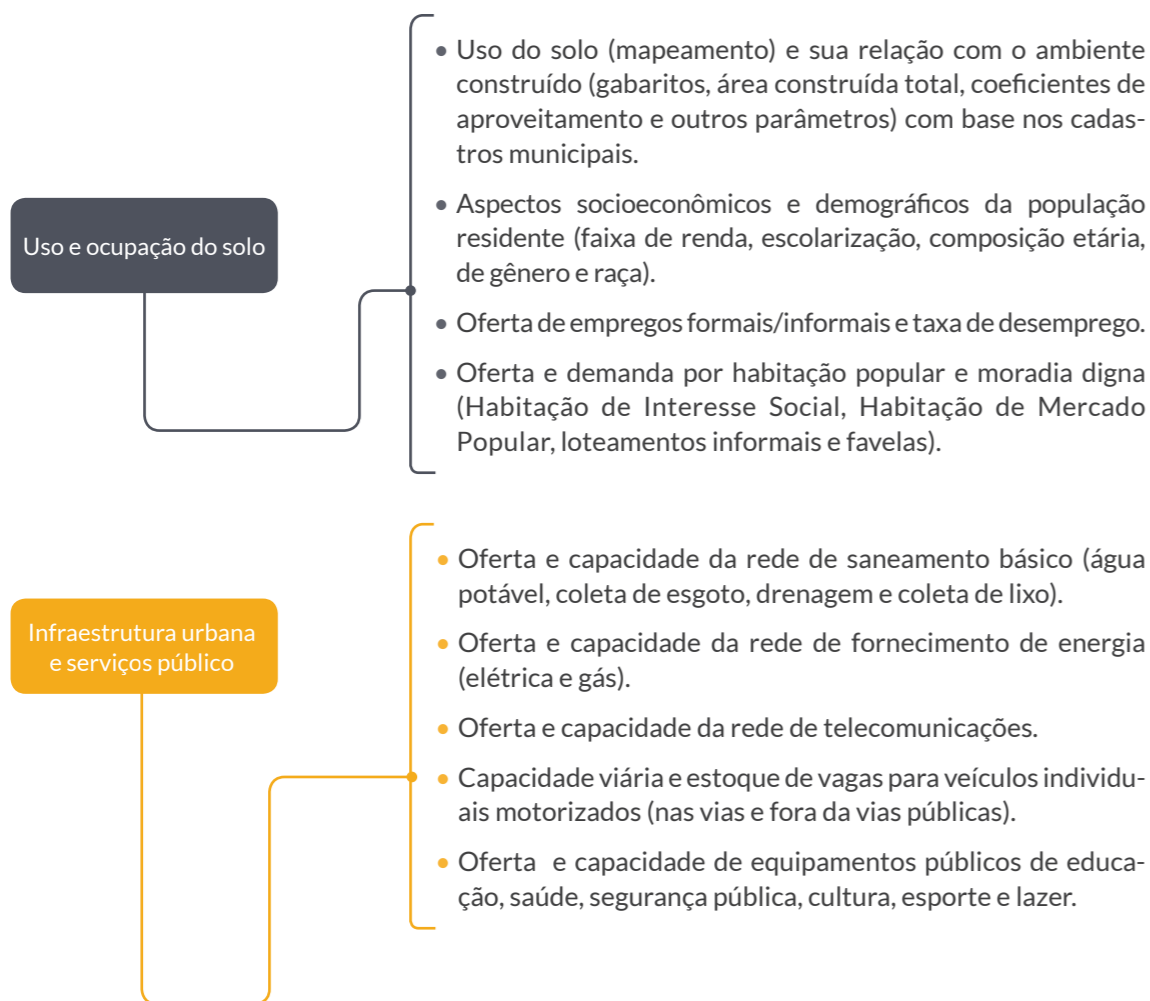 • Uso do solo (mapeamento) e sua relação com o ambiente
construído (gabaritos, área construída total, coeficientes de
aproveitamento e outros parâmetros) com base nos cadas-
tros municipais.
Uso e ocupação do solo
• Aspectos socioeconômicos e demográficos da população
residente (faixa de renda, escolarização, composição etária,
de gênero e raça).
• Oferta de empregos formais/informais e taxa de desemprego.
• Oferta e demanda por habitação popular e moradia digna
(Habitação de Interesse Social, Habitação de Mercado
Popular, loteamentos informais e favelas).
• Oferta e capacidade da rede de saneamento básico (água
potável, coleta de esgoto, drenagem e coleta de lixo).
Infraestrutura urbana
e serviços público
• Oferta e capacidade da rede de fornecimento de energia
(elétrica e gás).
• Oferta e capacidade da rede de telecomunicações.
• Capacidade viária e estoque de vagas para veículos individu-
ais motorizados (nas vias e fora da vias públicas).
• Oferta e capacidade de equipamentos públicos de educa-
ção, saúde, segurança pública, cultura, esporte e lazer.